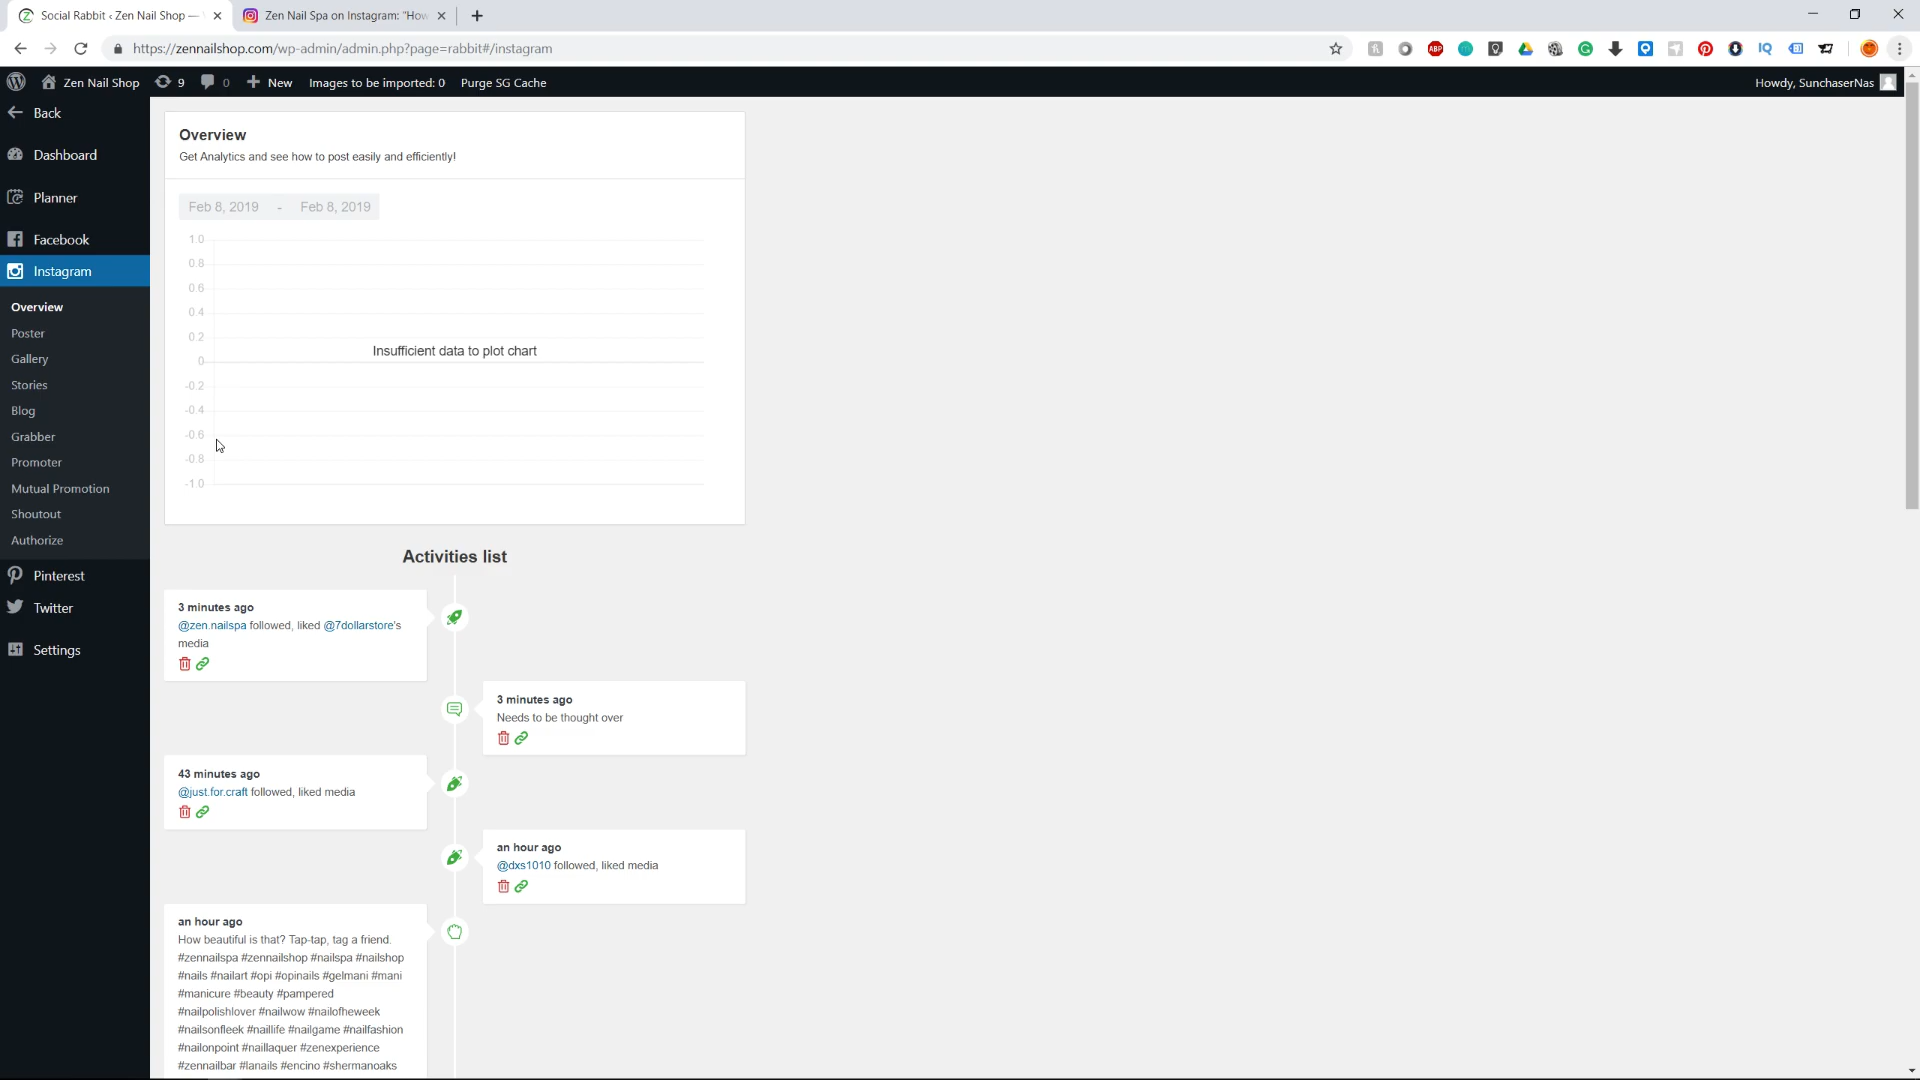 Social Rabbit ‹ Zen Nail Shop —
Zen Nail Spa on Instagram: "How
https://zennailshop.com/wp-admin/admin.php?page=rabbit#/instagram
ABP
IQ
Zen Nail Shop
9
0
New
Images to be imported: 0
Purge SG Cache
Howdy, SunchaserNas
Back
Dashboard
Planner
Facebook
Instagram
Overview
Poster
Gallery
Stories
Blog
Grabber
Promoter
Mutual Promotion
Shoutout
Authorize
Pinterest
Twitter
Settings
Overview
Get Analytics and see how to post easily and efficiently!
Feb 8, 2019 - Feb 8, 2019
1.0
0.8
0.6
0.4
0.2
0
-0.2
-0.4
-0.6
-0.8
-1.0
Insufficient data to plot chart
Activities list
3 minutes ago
@zen.nailspa followed, liked @7dollarstore's
media
3 minutes ago
Needs to be thought over
43 minutes ago
@just.for.craft followed, liked media
an hour ago
@dxs1010 followed, liked media
an hour ago
How beautiful is that? Tap-tap, tag a friend.
#zennailspa #zennailshop #nailspa #nailshop
#nails #nailart #opi #opinails #gelmani #mani
#manicure #beauty #pampered
#nailpolishlover #nailwow #nailofheweek
#nailsonfleek #naillife #nailgame #nailfashion
#nailonpoint #naillaquer #zenexperience
#zennailbar #lanails #encino #shermanoaks